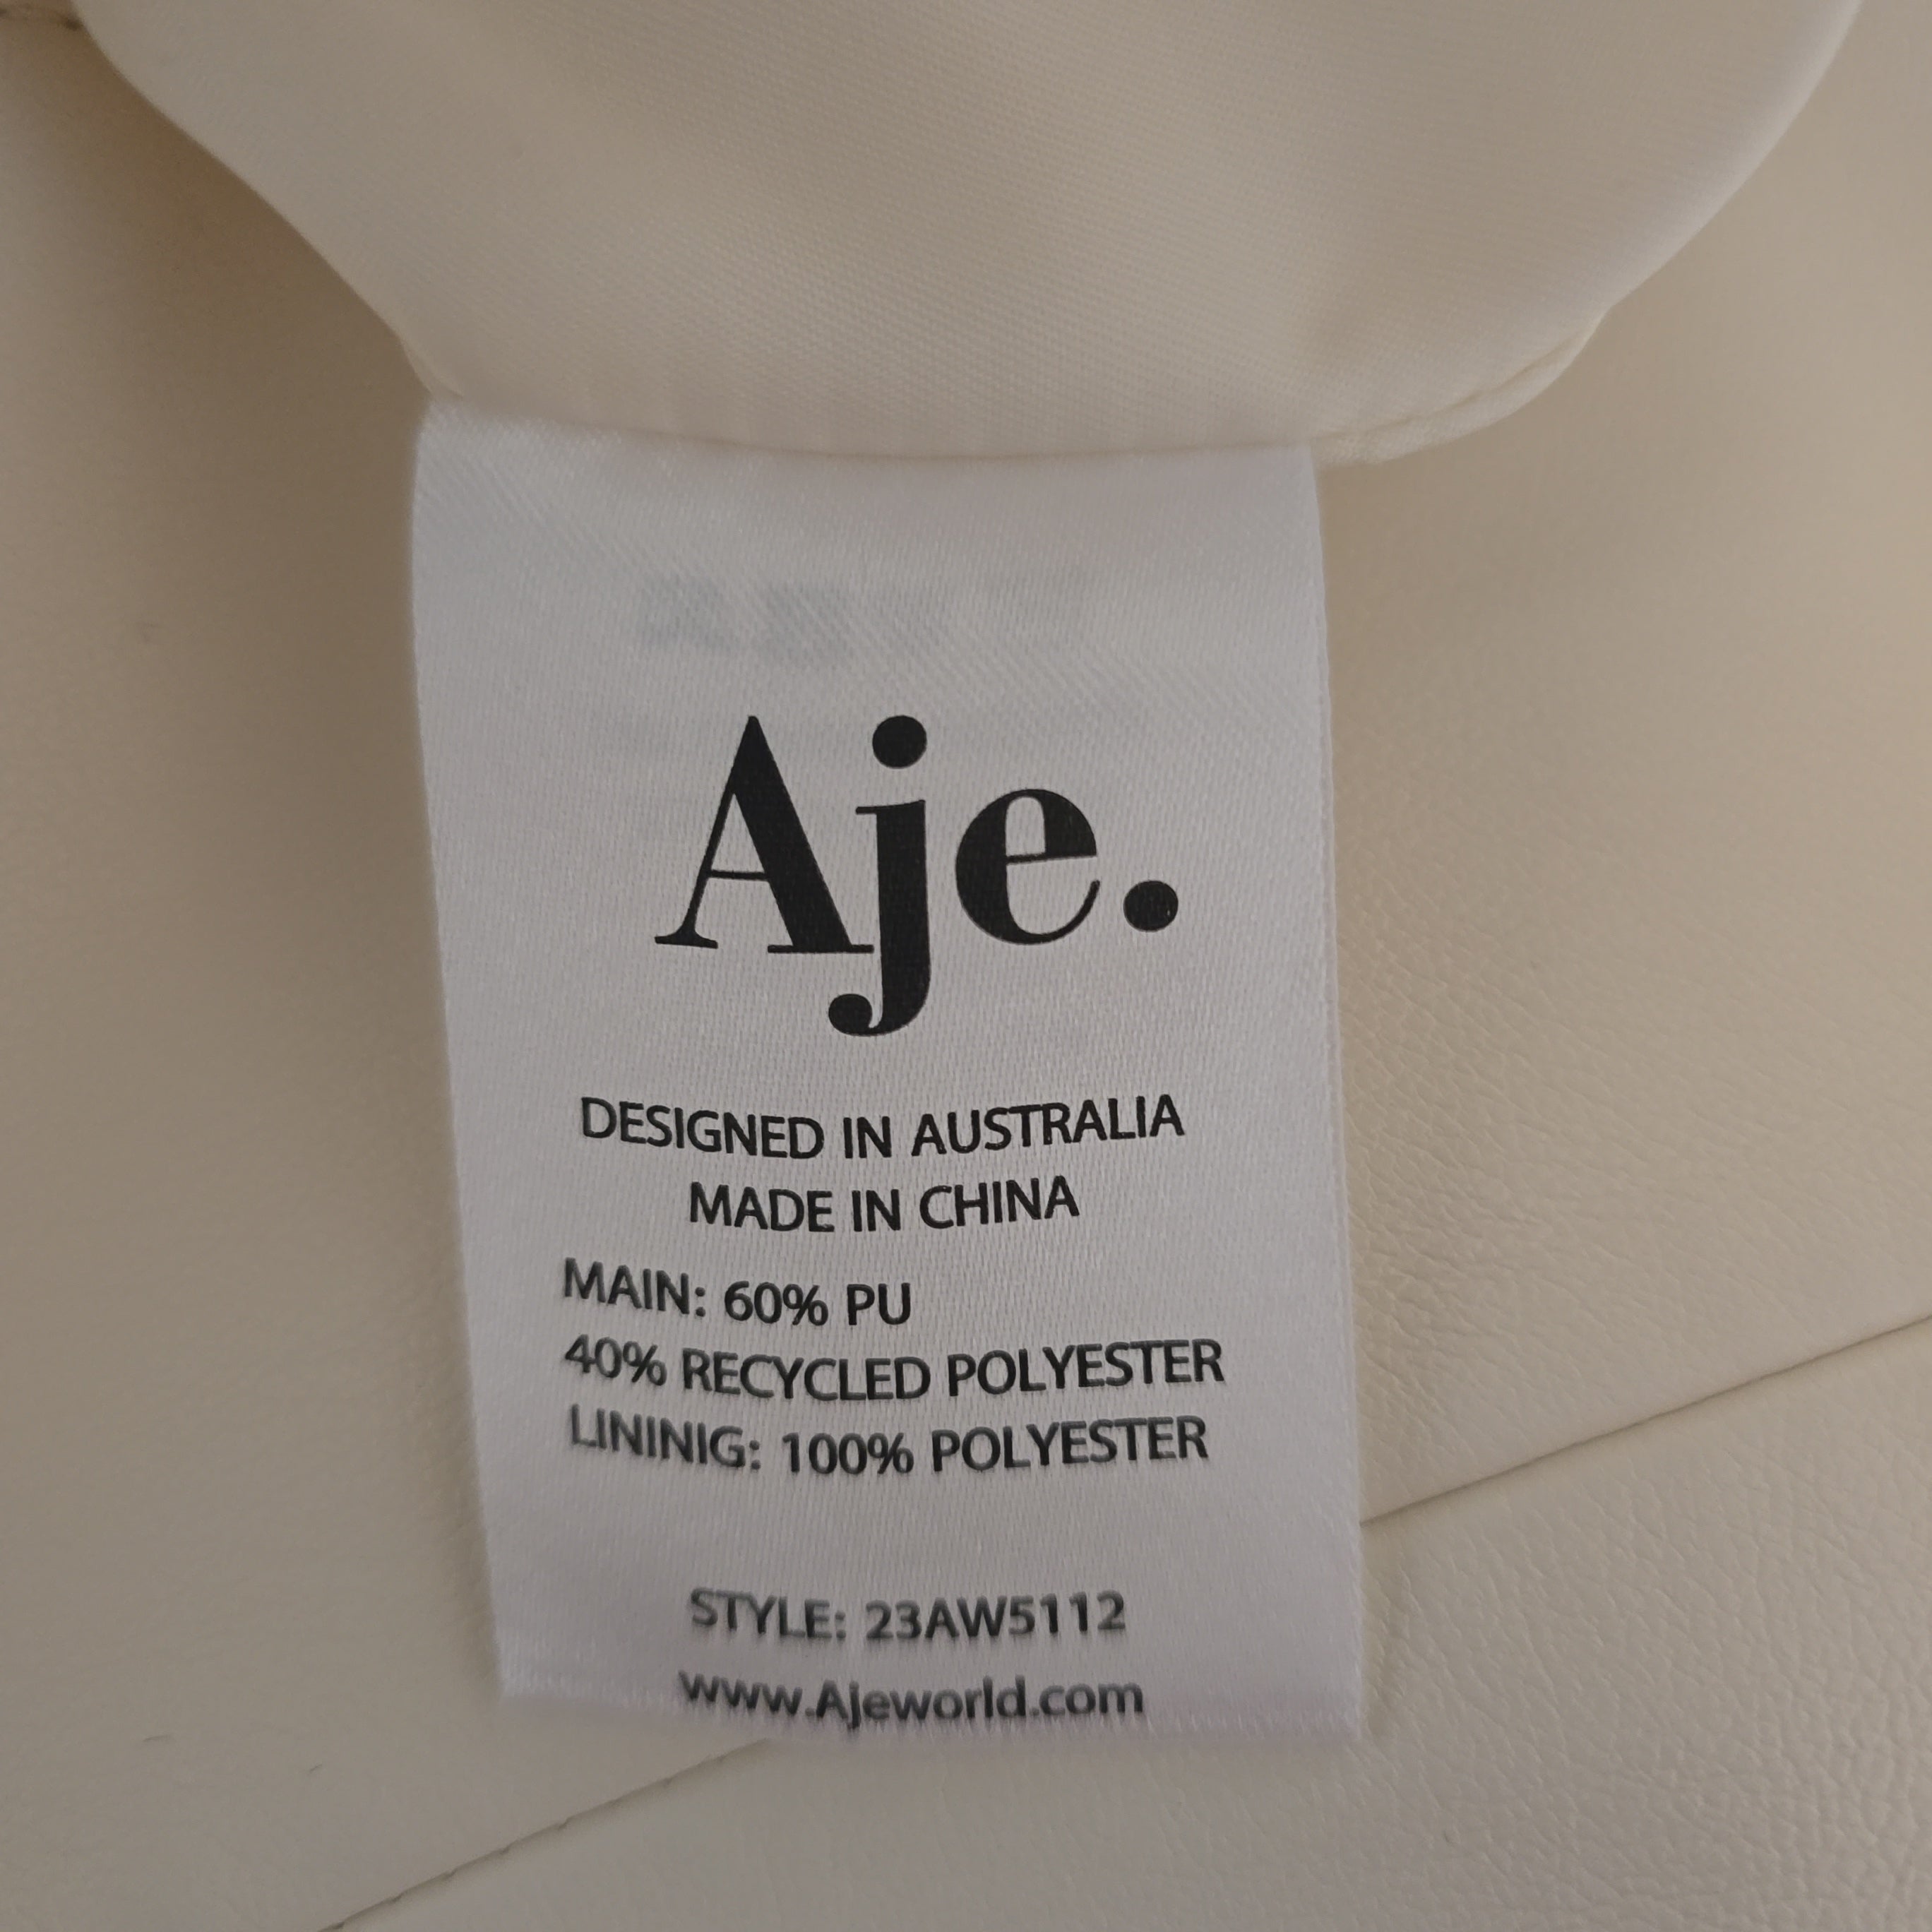 Aje.
DESIGNED IN AUSTRALIA
MADE IN CHINA
MAIN: 60% PU
40% RECYCLED POLYESTER
LININIG: 100% POLYESTER
STYLE: 23AW5112
www.Ajeworld.com